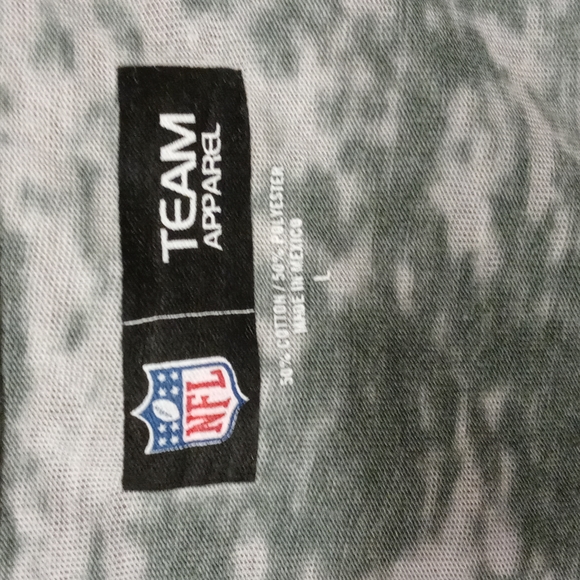 NFL
TEAM
APPAREL
50% COTTON / 50% POLYESTER
MADE IN MEXICO
L